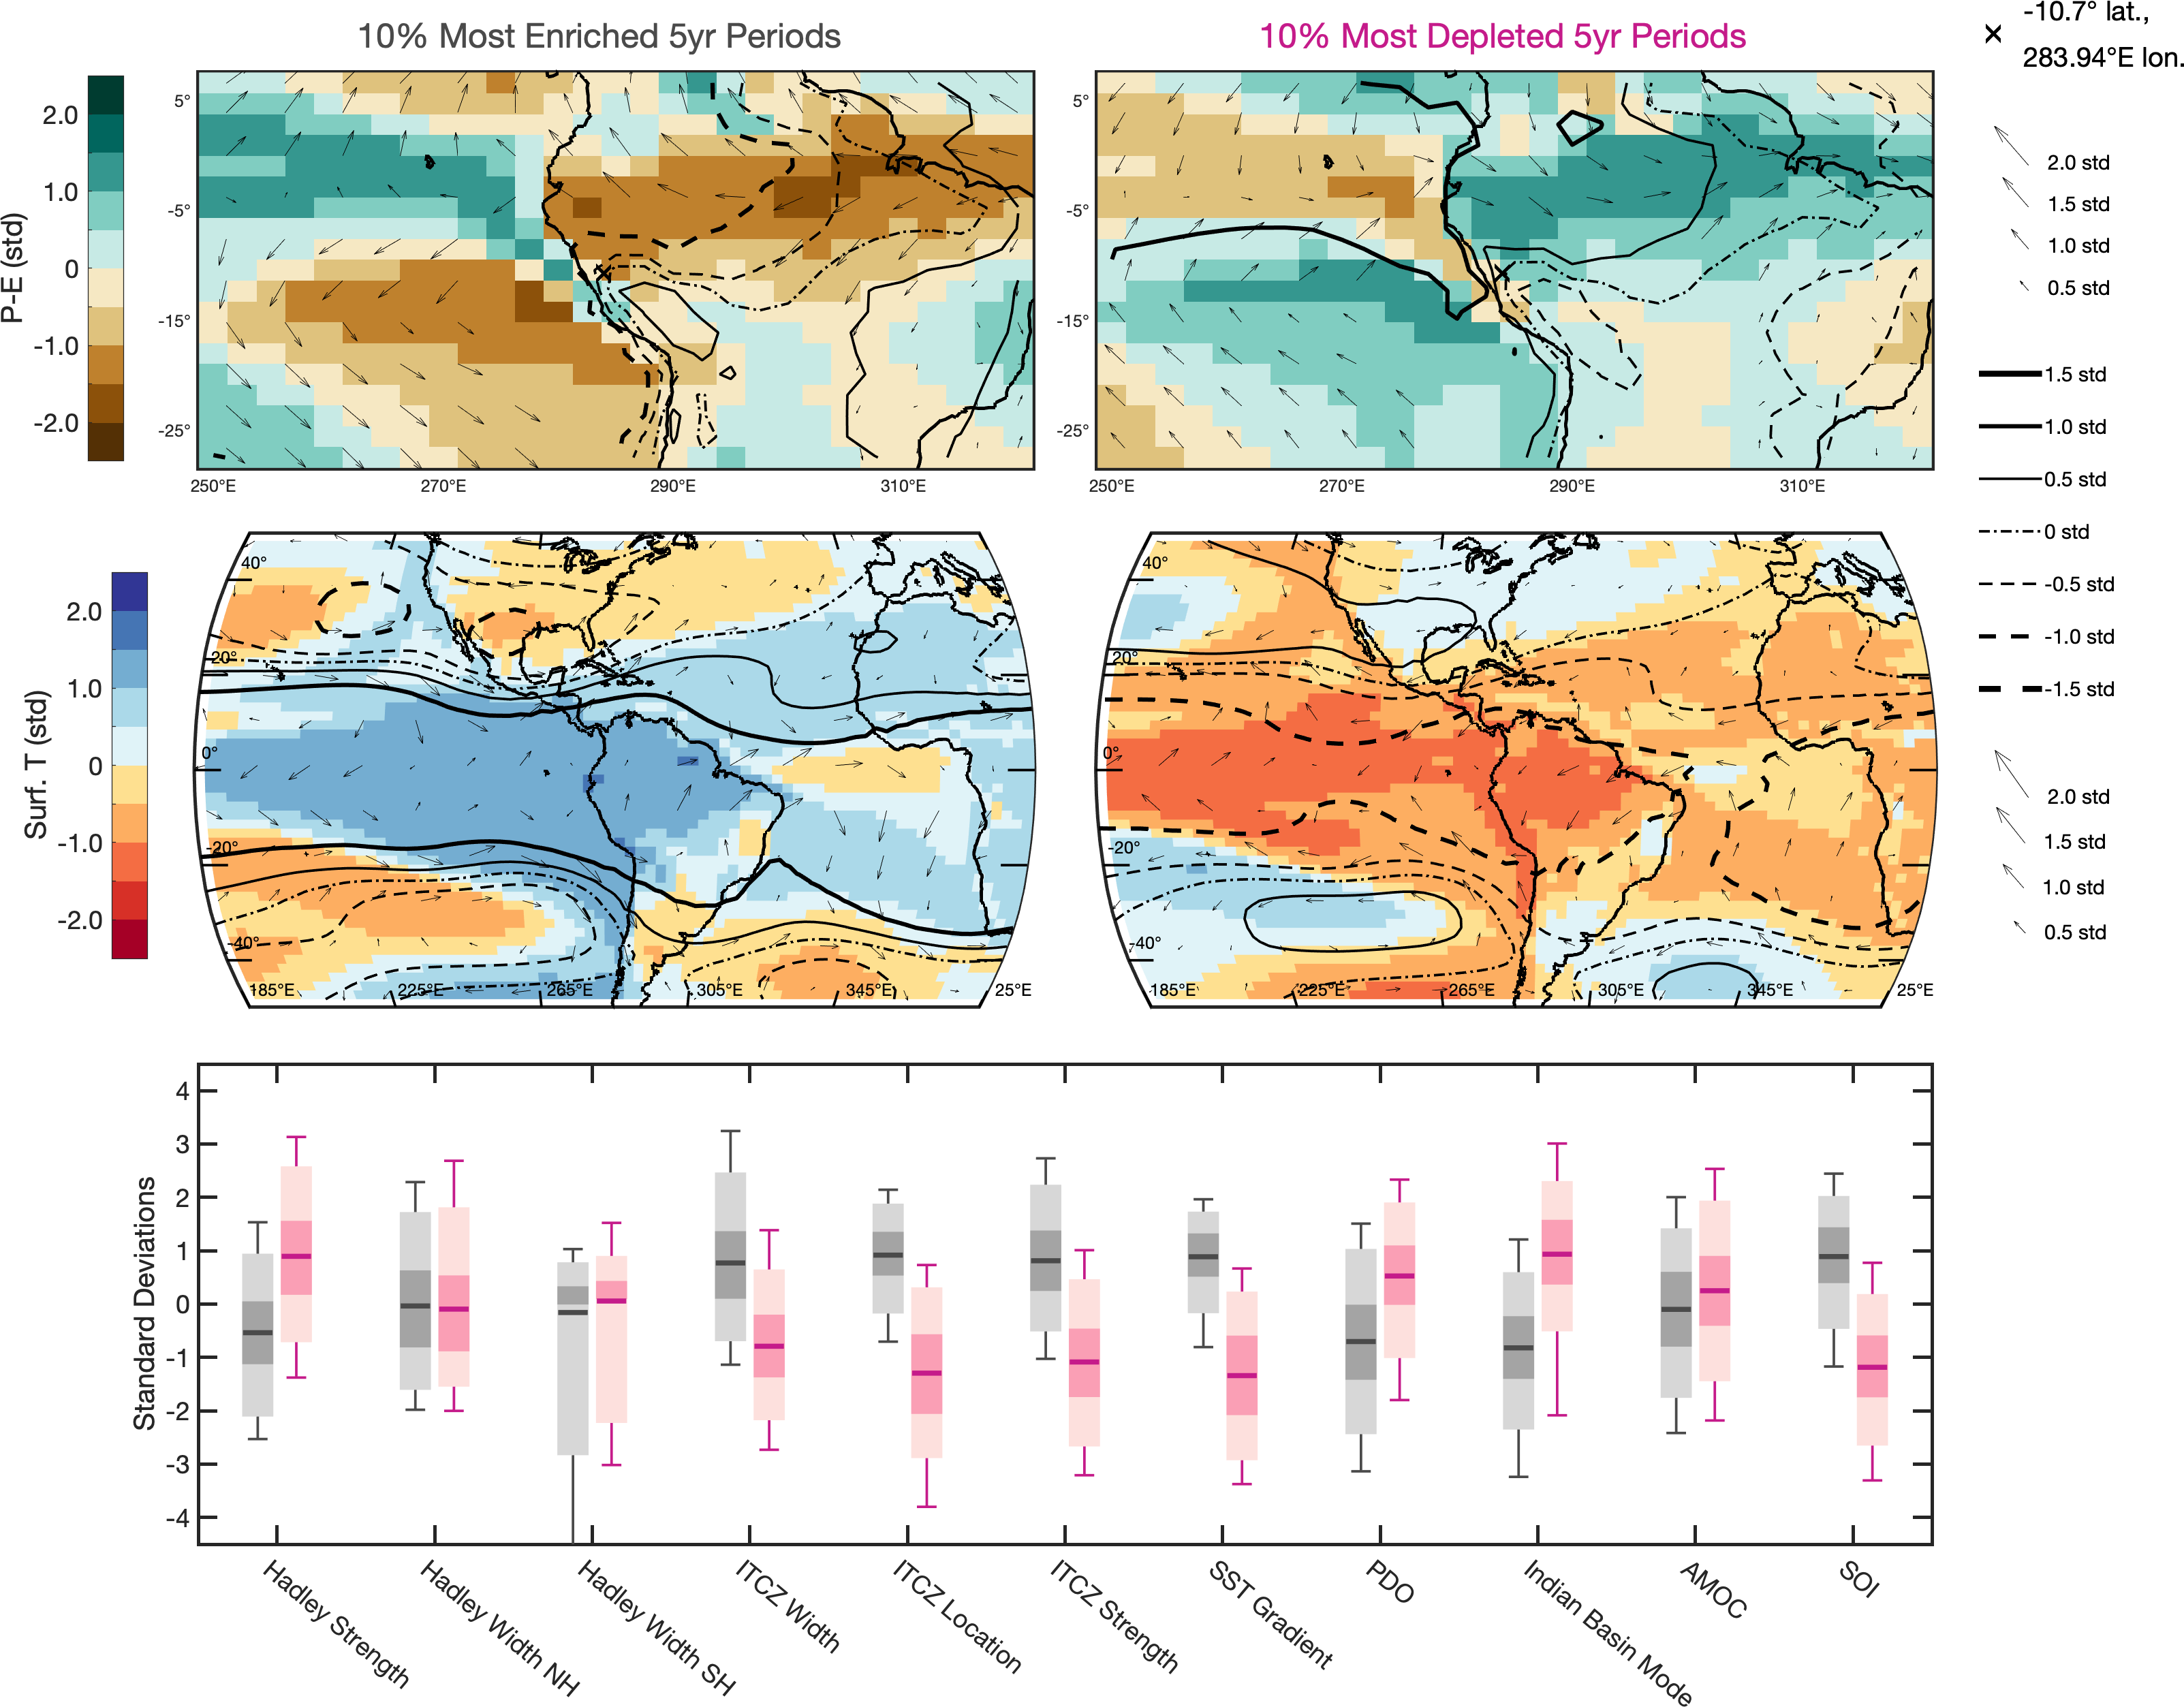 10% Most Enriched 5yr Periods
10% Most Depleted 5yr Periods
-10.7° lat.,
283.94°E lon.
P-E (std)
2.0
1.0
0
-1.0
-2.0
5°
-5°
-15°
-25°
250°E
270°E
290°E
310°E
5°
-5°
-15°
-25°
250°E
270°E
290°E
310°E
2.0 std
1.5 std
1.0 std
0.5 std
1.5 std
1.0 std
0.5 std
0 std
-0.5 std
-1.0 std
-1.5 std
2.0 std
1.5 std
1.0 std
0.5 std
Surf. T (std)
2.0
1.0
0
-1.0
-2.0
40°
20°
0°
-20°
-40°
185°E
225°E
265°E
305°E
345°E
25°E
40°
20°
0°
-20°
-40°
185°E
225°E
265°E
305°E
345°E
25°E
Standard Deviations
4
3
2
1
0
-1
-2
-3
-4
Hadley Strength
Hadley Width NH
Hadley Width SH
ITCZ Width
ITCZ Location
ITCZ Strength
SST Gradient
PDO
Indian Basin Mode
AMOC
SOI